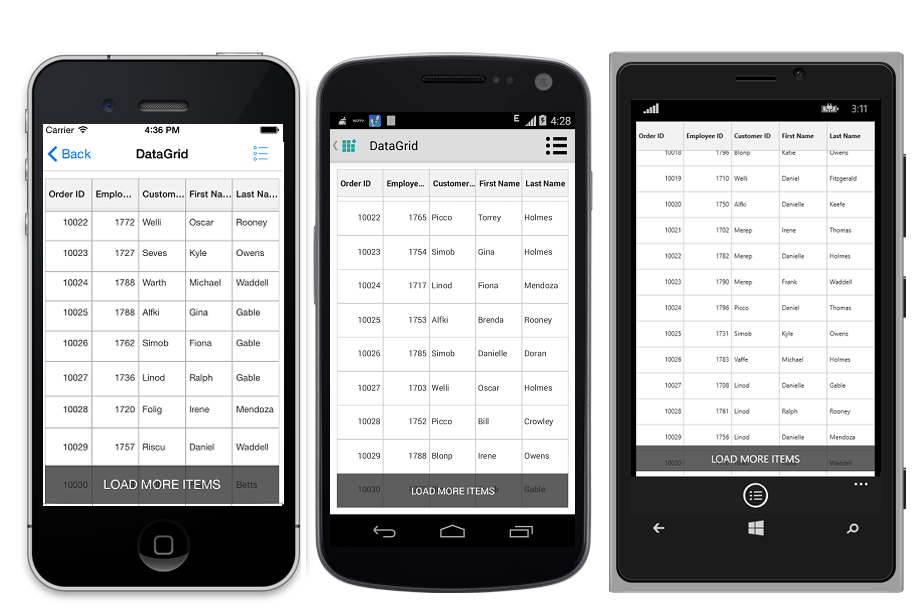 Carrier 4:36 PM
Back DataGrid
Order ID Emplo... Custom... First Na... Last Na...
10022 1772 Welli Oscar Rooney
10023 1727 Seves Kyle Owens
10024 1788 Warth Michael Waddell
10025 1788 Alfki Gina Gable
10026 1762 Simob Fiona Gable
10027 1736 Linod Ralph Gable
10028 1720 Folig Irene Mendoza
10029 1757 Riscu Daniel Waddell
10030 Betts
LOAD MORE ITEMS
E 4:28
DataGrid
Order ID Employe... Customer... First Name Last Name
10022 1765 Picco Torrey Holmes
10023 1754 Simob Gina Holmes
10024 1717 Linod Fiona Mendoza
10025 1753 Alfki Brenda Rooney
10026 1785 Simob Danielle Doran
10027 1703 Welli Oscar Holmes
10028 1752 Picco Bill Crowley
10029 1788 Blonp Irene Owens
10030 Gable
LOAD MORE ITEMS
3:11
Order ID Employee ID Customer ID First Name Last Name
10018 1796 Blonp Katie Owens
10019 1710 Welli Daniel Fitzgerald
10020 1750 Alfki Danielle Keefe
10021 1702 Merep Irene Thomas
10022 1782 Merep Danielle Holmes
10023 1790 Merep Frank Waddell
10024 1796 Picco Daniel Thomas
10025 1731 Simob Kyle Owens
10026 1783 Vaffe Michael Holmes
10027 1708 Linod Danielle Gable
10028 1761 Linod Ralph Rooney
10029 1756 Linod Danielle Mendoza
10030 Waddell
LOAD MORE ITEMS